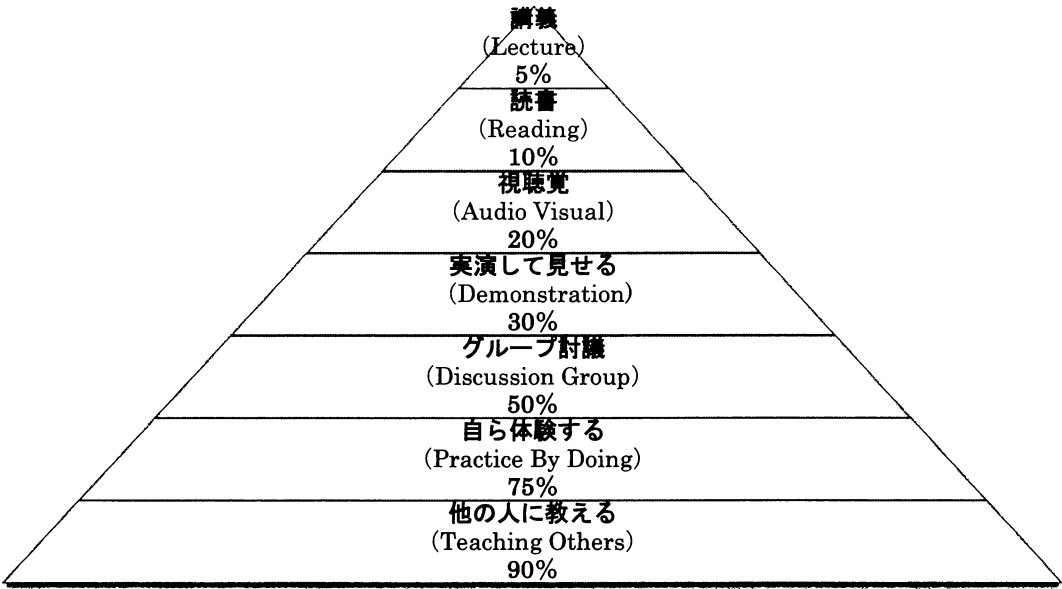 講義
(Lecture)
5%
読書
(Reading)
10%
視聴覚
(Audio Visual)
20%
実演して見せる
(Demonstration)
30%
グループ討議
(Discussion Group)
50%
自ら体験する
(Practice By Doing)
75%
他の人に教える
(Teaching Others)
90%